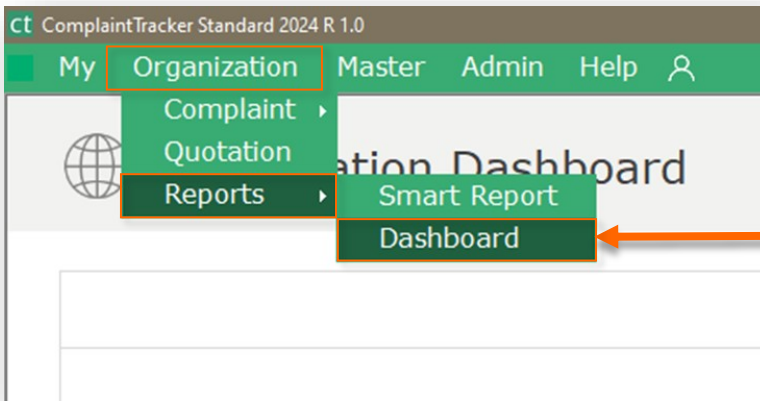 ct ComplaintTracker Standard 2024 R 1.0
My Organization Master Admin Help
Complaint
Quotation
ation Dashboard
Reports
Smart Report
Dashboard